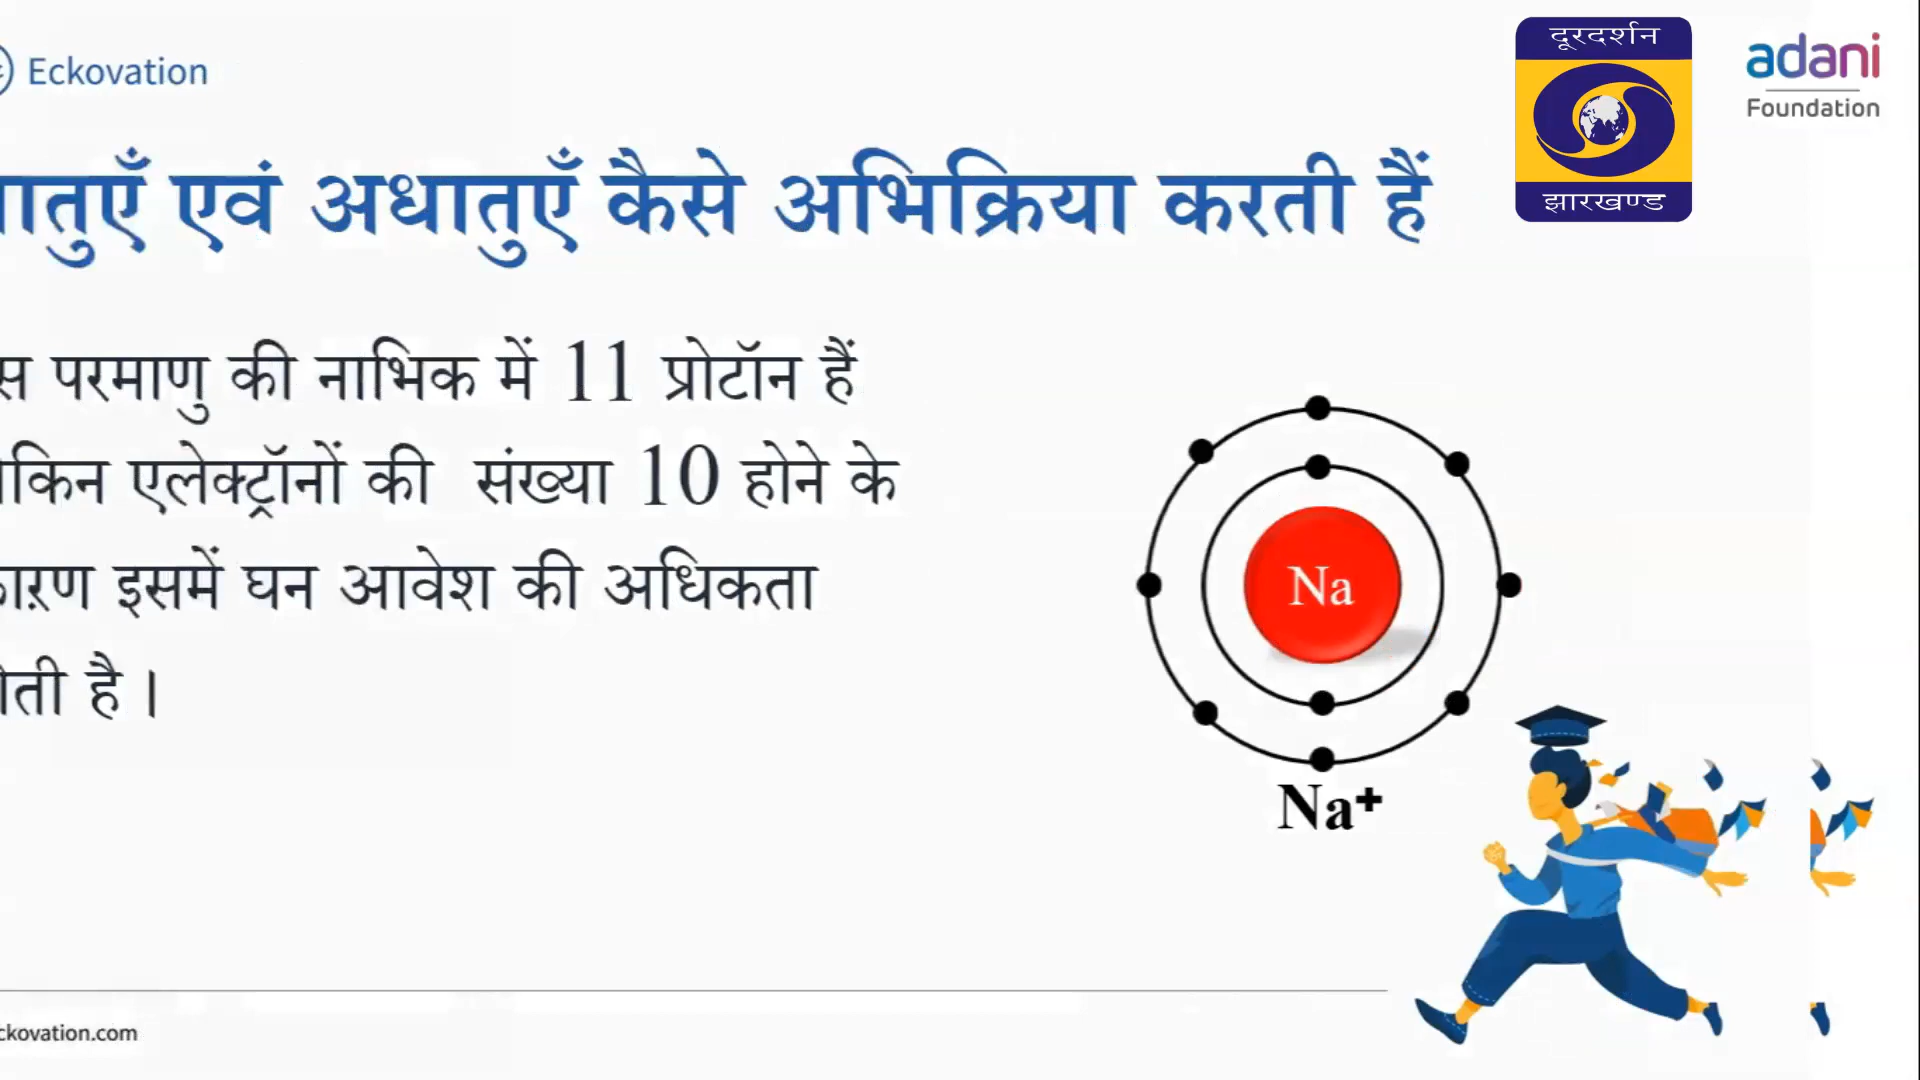 Eckovation
दूरदर्शन
झारखण्ड
adani
Foundation
एवं अधातुएँ कैसे अभिक्रिया करती हैं
परमाणु की नाभिक में 11 प्रोटॉन हैं
एलेक्ट्रॉनों की संख्या 10 होने के
इसमें घन आवेश की अधिकता
है ।
Na
Na⁺
ckovation.com